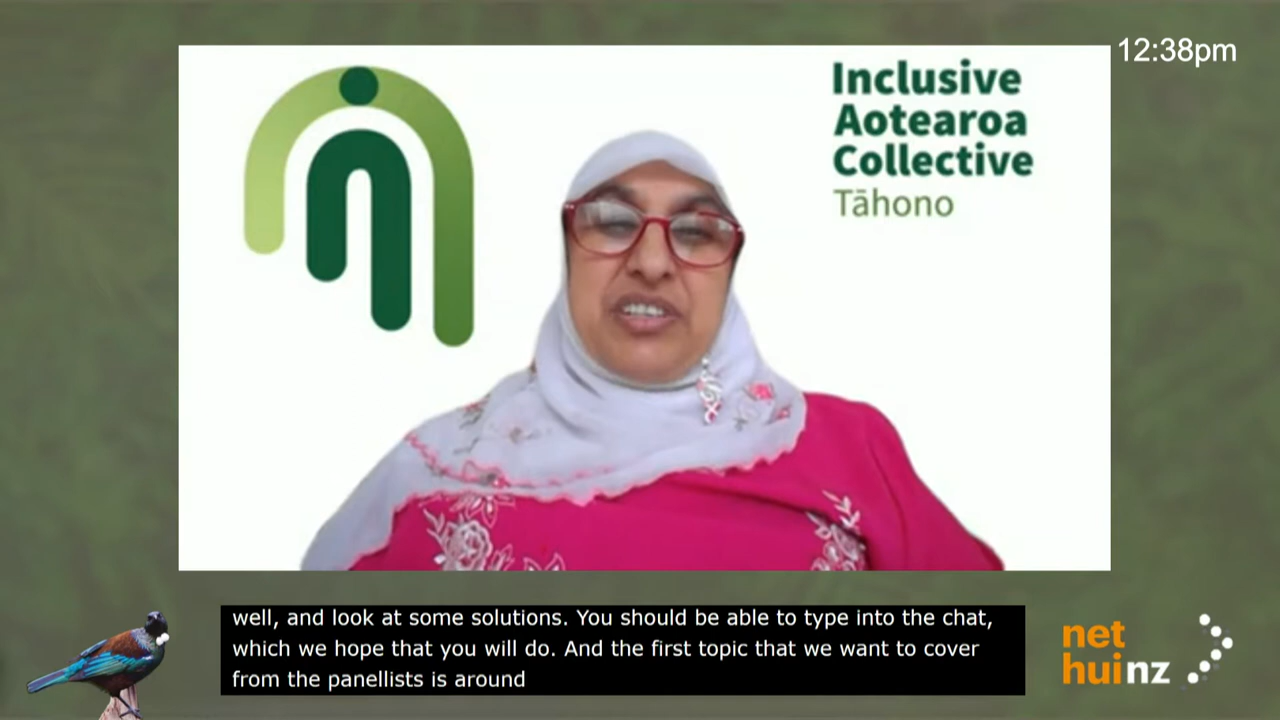 12:38pm
Inclusive
Aotearoa
Collective
Tāhono
well, and look at some solutions. You should be able to type into the chat,
which we hope that you will do. And the first topic that we want to cover
from the panellists is around
net
huinz